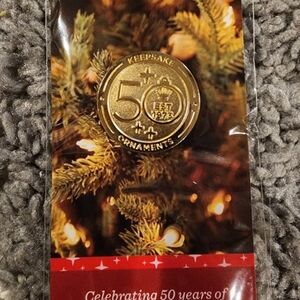 KEEPSAKE
50
EST
1973
ORNAMENTS
Celebrating 50 years of